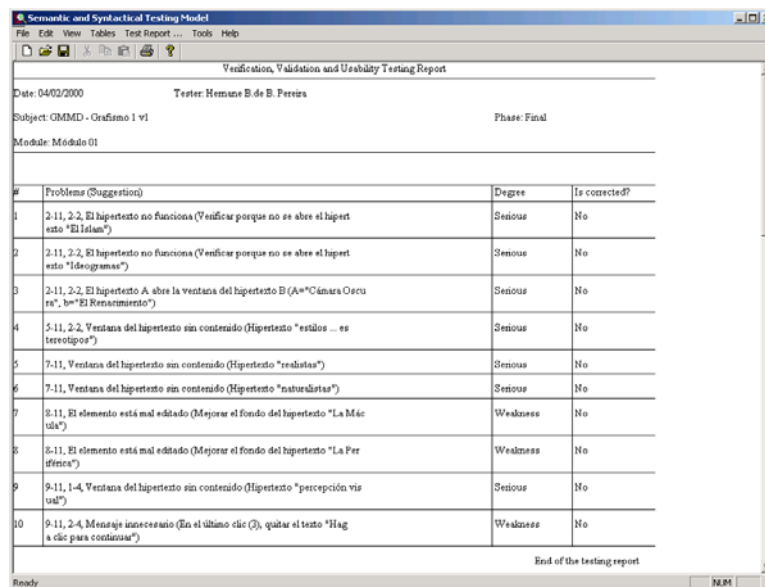 Semantic and Syntactical Testing Model
File Edit View Tables Test Report ... Tools Help
Verification, Validation and Usability Testing Report
Date: 04/02/2000 Tester: Hernane B.de B. Pereira
Subject: GMMD - Grafismo 1 v1 Phase: Final
Module: Módulo 01
# Problems (Suggestion) Degree Is corrected?
1 2-11, 2-2, El hipertexto no funciona (Verificar porque no se abre el hipert Serious No
exto "El Islam")
2 2-11, 2-2, El hipertexto no funciona (Verificar porque no se abre el hipert Serious No
exto "Ideogramas")
3 2-11, 2-2, El hipertexto A abre la ventana del hipertexto B (A="Cámara Oscu Serious No
ra", b="El Renacimiento")
4 5-11, 2-2, Ventana del hipertexto sin contenido (Hipertexto "estilos ... es Serious No
tereotipos")
5 7-11, Ventana del hipertexto sin contenido (Hipertexto "realistas") Serious No
6 7-11, Ventana del hipertexto sin contenido (Hipertexto "naturalistas") Serious No
7 8-11, El elemento está mal editado (Mejorar el fondo del hipertexto "La Mác Weakness No
ula")
8 8-11, El elemento está mal editado (Mejorar el fondo del hipertexto "La Per Weakness No
iférica")
9 9-11, 1-4, Ventana del hipertexto sin contenido (Hipertexto "percepción vis Serious No
ual")
10 9-11, 2-4, Mensaje innecesario (En el último clic (3), quitar el texto "Hag Weakness No
a clic para continuar")
End of the testing report
Ready NUM